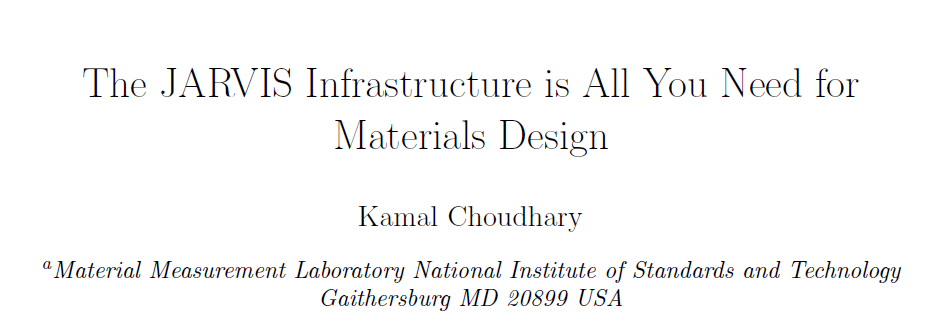 The JARVIS Infrastructure is All You Need for
Materials Design
Kamal Choudhary
ᵃMaterial Measurement Laboratory National Institute of Standards and Technology
Gaithersburg MD 20899 USA